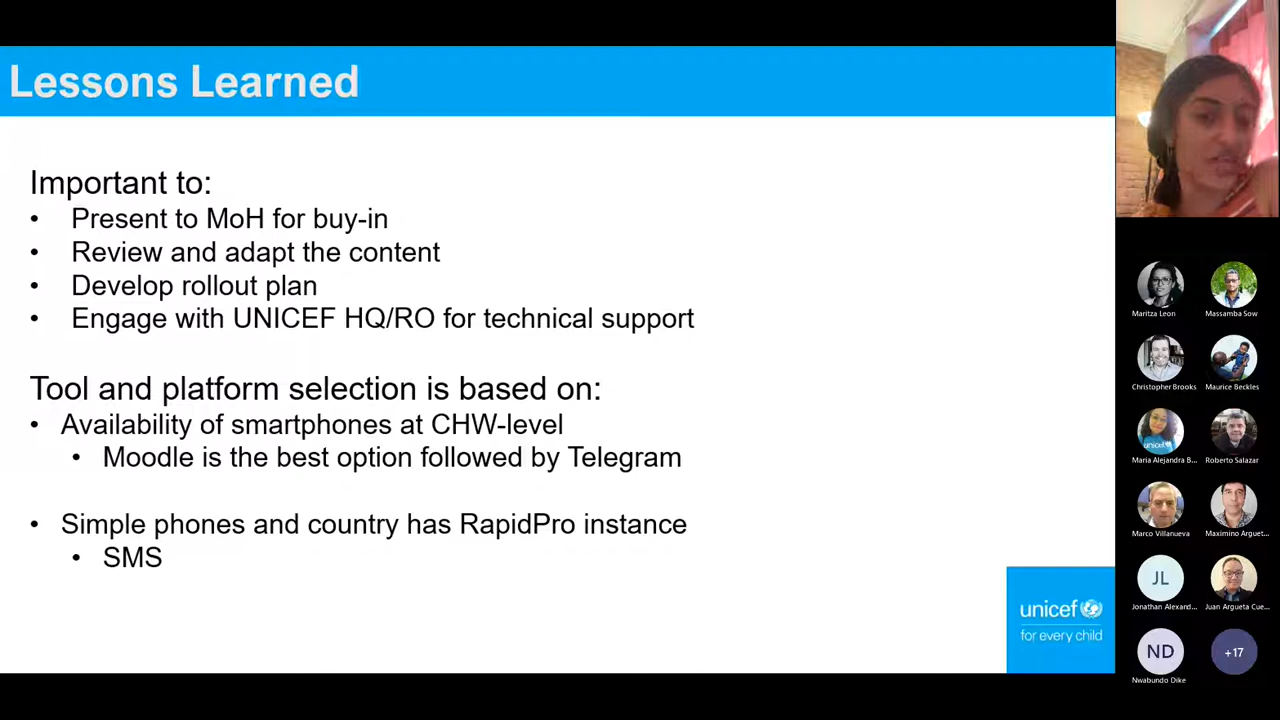 Lessons Learned
Important to:
• Present to MoH for buy-in
• Review and adapt the content
• Develop rollout plan
• Engage with UNICEF HQ/RO for technical support
Tool and platform selection is based on:
• Availability of smartphones at CHW-level
• Moodle is the best option followed by Telegram
• Simple phones and country has RapidPro instance
• SMS
unicef
for every child
Maritza Leon
Massamba Sow
Christopher Brooks
Maurice Beckles
unicef
Maria Alejandra B...
Roberto Salazar
Marco Villanueva
Maximino Arguet...
JL
Jonathan Alexand...
Juan Argueta Cue...
ND
Nwabundo Dike
+17